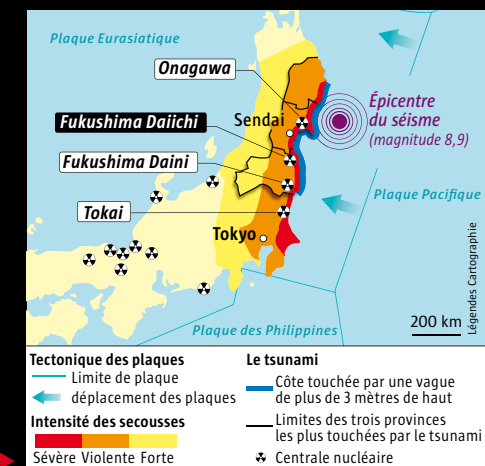 Plaque Eurasiatique
Onagawa
Épicentre
du séisme
(magnitude 8,9)
Sendai
Fukushima Daiichi
Fukushima Daini
Plaque Pacifique
Tokai
Tokyo
Légendes Cartographie
200 km
Plaque des Philippines
Tectonique des plaques
Limite de plaque
déplacement des plaques
Intensité des secousses
Sévère Violente Forte
Le tsunami
Côte touchée par une vague
de plus de 3 mètres de haut
Limites des trois provinces
les plus touchées par le tsunami
Centrale nucléaire